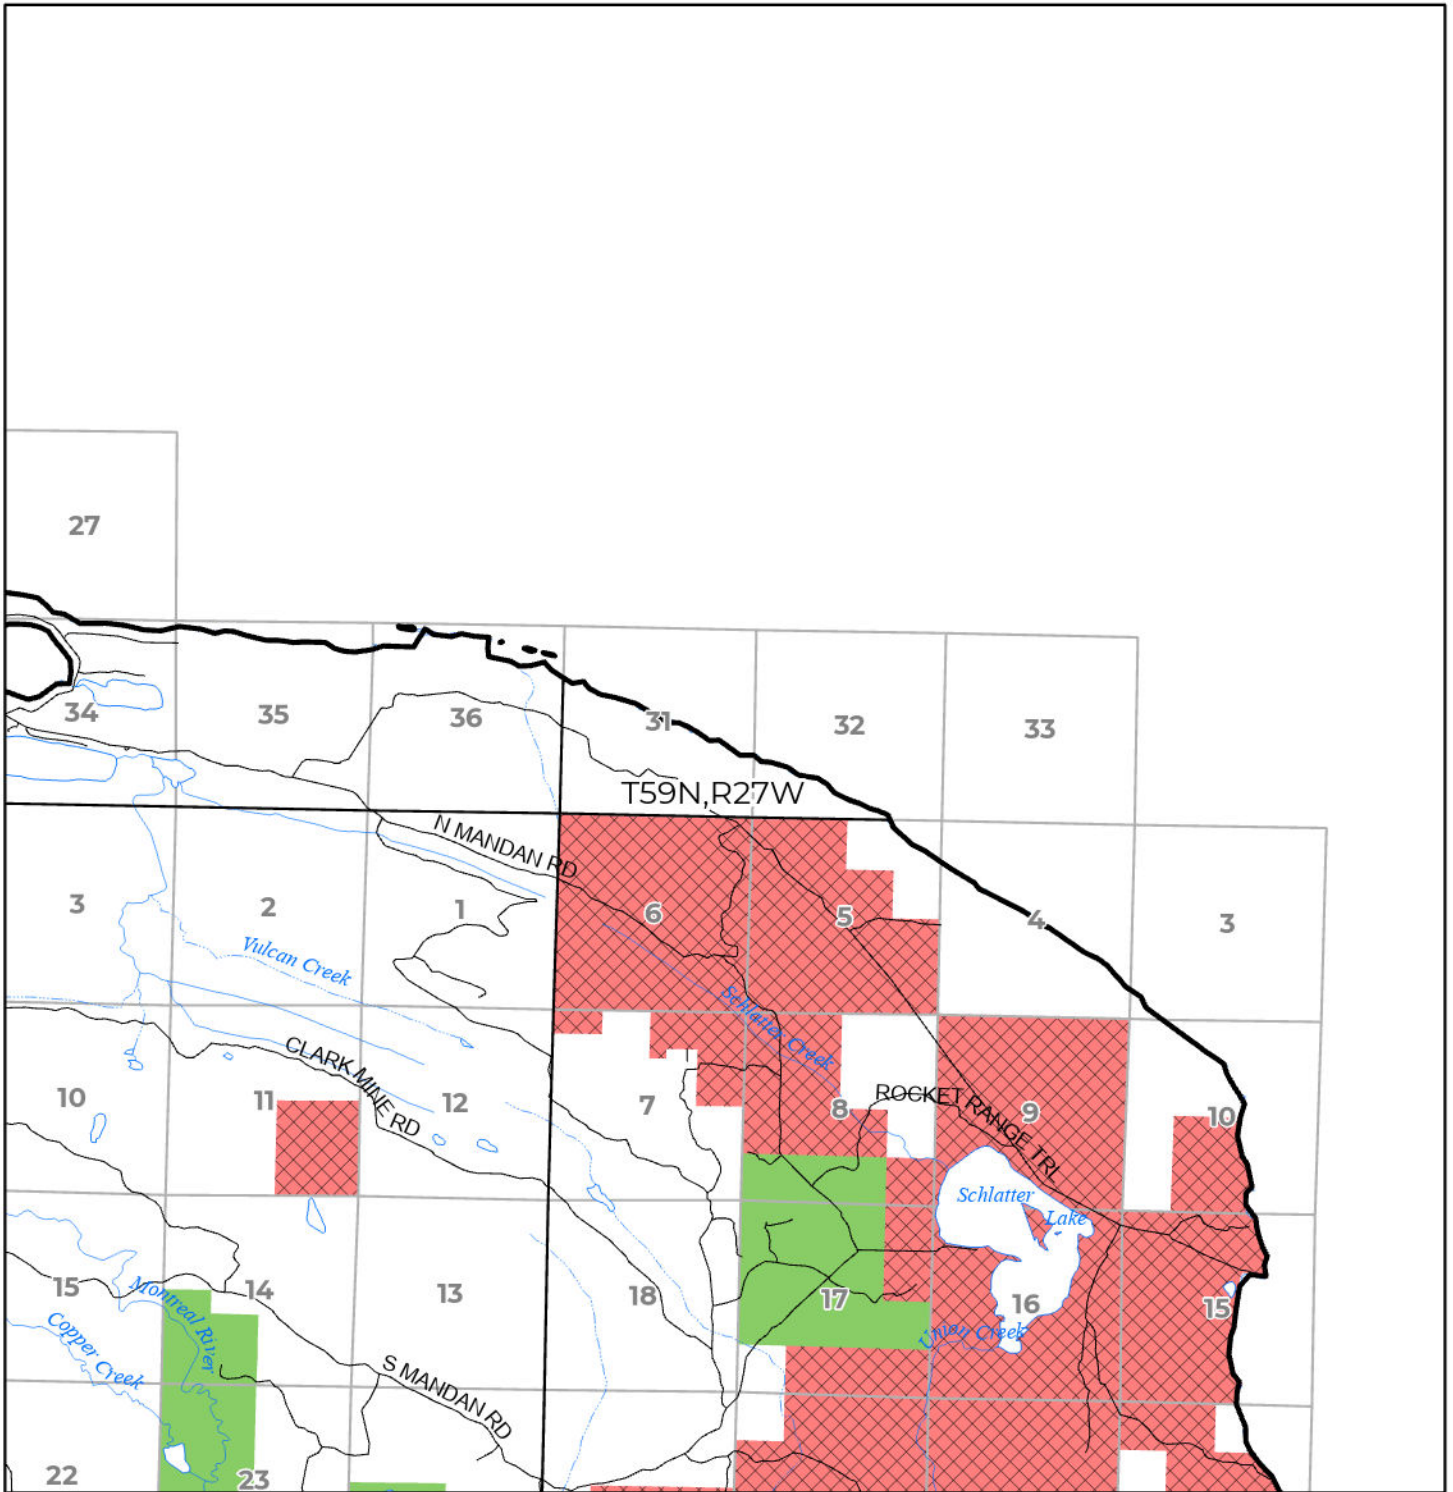 27
34
35
36
31
32
33
T59N,R27W
N MANDAN RD
3
2
1
6
5
4
3
Vulcan Creek
Schlatter Creek
CLARK MINE RD
ROCKET RANGE TRL
10
11
12
7
8
9
10
Schlatter
Lake
15
14
13
18
17
16
15
Montreal River
Copper Creek
Union Creek
S MANDAN RD
22
23